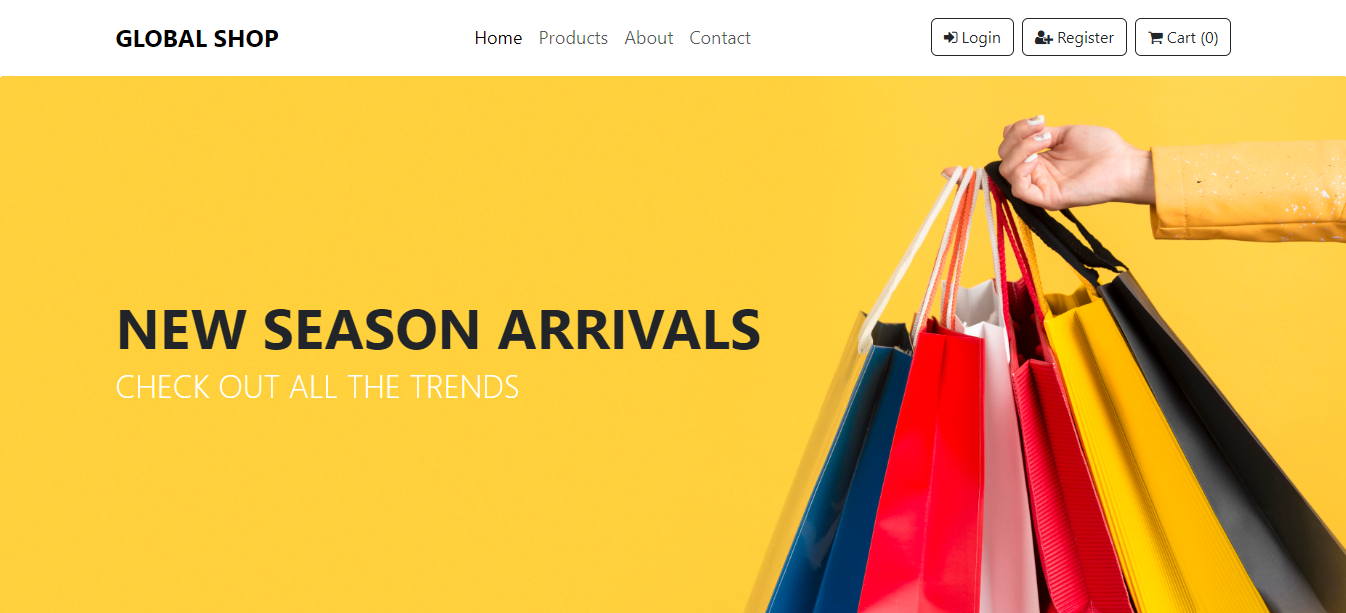 GLOBAL SHOP
Home Products About Contact
Login Register Cart (0)
NEW SEASON ARRIVALS
CHECK OUT ALL THE TRENDS